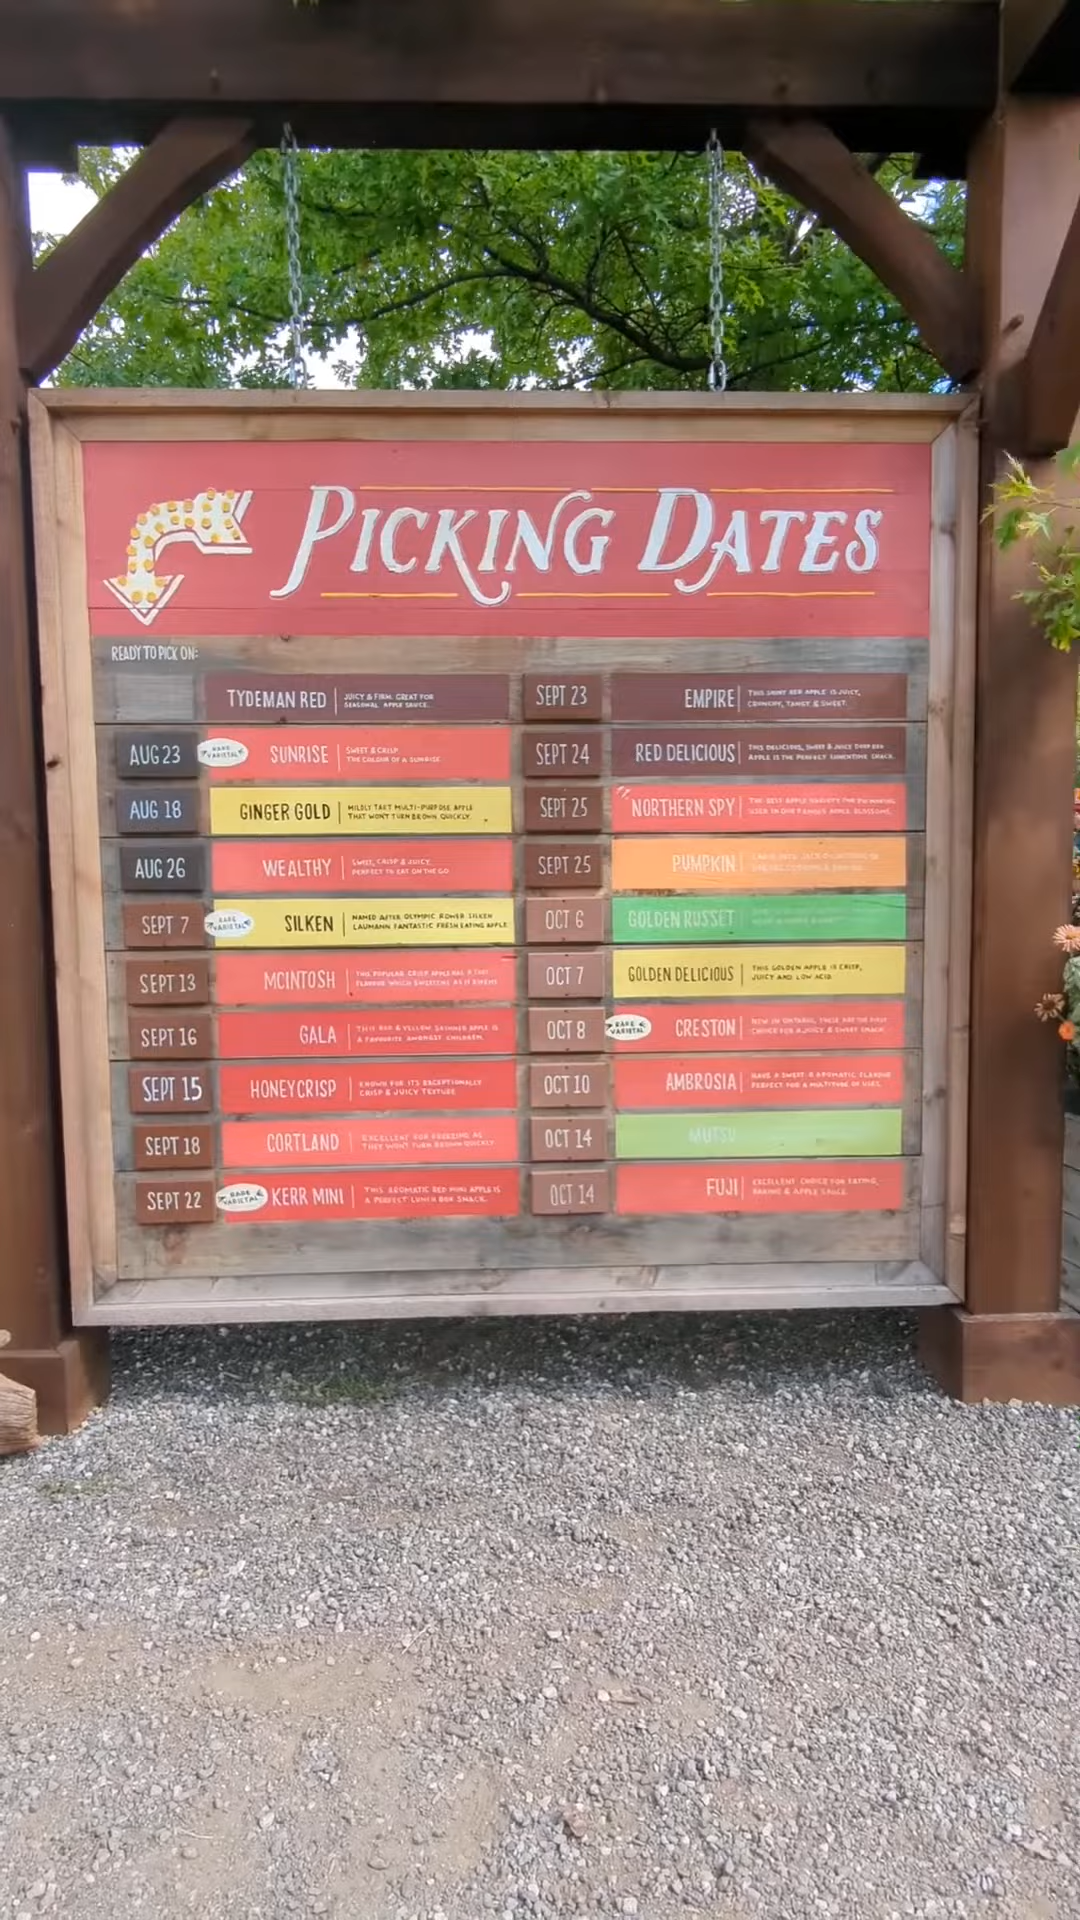 PICKING DATES
READY TO PICK ON:
TYDEMAN RED
JUICY & FIRM. GREAT FOR
SEASONAL APPLE SAUCE.
AUG 23
RARE
VARIETAL
SUNRISE
SWEET & CRISP
THE COLOUR OF A SUNRISE
AUG 18
GINGER GOLD
MILDLY TART MULTI-PURPOSE APPLE
THAT WON'T TURN BROWN QUICKLY.
AUG 26
WEALTHY
SWEET, CRISP & JUICY.
PERFECT TO EAT ON THE GO
SEPT 7
RARE
VARIETAL
SILKEN
NAMED AFTER OLYMPIC ROWER SILKEN
LAUMANN FANTASTIC FRESH EATING APPLE
SEPT 13
MCINTOSH
THIS POPULAR CRISP APPLE HAS A TART
FLAVOUR WHICH SWEETENS AS IT RIPENS
SEPT 16
GALA
THIS RED & YELLOW SKINNED APPLE IS
A FAVOURITE AMONGST CHILDREN.
SEPT 15
HONEYCRISP
KNOWN FOR ITS EXCEPTIONALLY
CRISP & JUICY TEXTURE
SEPT 18
CORTLAND
EXCELLENT FOR FREEZING AS
THEY WON'T TURN BROWN QUICKLY
SEPT 22
RARE
VARIETAL
KERR MINI
THIS AROMATIC RED MINI APPLE IS
A PERFECT LUNCH BOX SNACK.
SEPT 23
EMPIRE
THIS SHINY RED APPLE IS JUICY,
CRUNCHY, TANGY & SWEET.
SEPT 24
RED DELICIOUS
THIS DELICIOUS, SWEET & JUICY DEEP RED
APPLE IS THE PERFECT LUNCHTIME SNACK.
SEPT 25
NORTHERN SPY
THE BEST APPLE VARIETY FOR PIE MAKING,
USED IN OUR FAMOUS APPLE BLOSSOMS.
SEPT 25
PUMPKIN
OCT 6
GOLDEN RUSSET
OCT 7
GOLDEN DELICIOUS
THIS GOLDEN APPLE IS CRISP,
JUICY AND LOW ACID
OCT 8
RARE
VARIETAL
CRESTON
NEW IN ONTARIO, THESE ARE THE FIRST
CHOICE FOR A JUICY & SWEET SNACK
OCT 10
AMBROSIA
HAVE A SWEET & AROMATIC FLAVOUR
PERFECT FOR A MULTITUDE OF USES.
OCT 14
MUTSU
OCT 14
FUJI
EXCELLENT CHOICE FOR EATING,
BAKING & APPLE SAUCE.